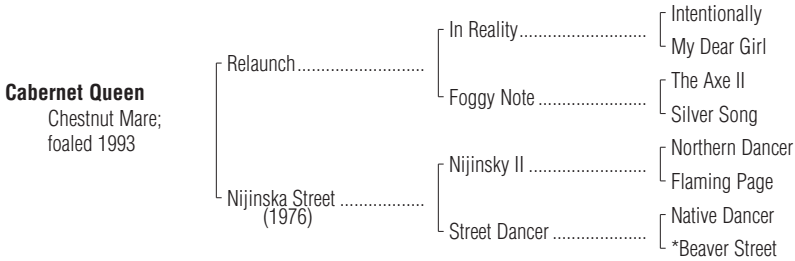 Cabernet Queen
Chestnut Mare;
foaled 1993
Relaunch..........................
Nijinska Street .................
(1976)
In Reality..........................
Foggy Note ......................
Nijinsky II ........................
Street Dancer ...................
Intentionally
My Dear Girl
The Axe II
Silver Song
Northern Dancer
Flaming Page
Native Dancer
*Beaver Street